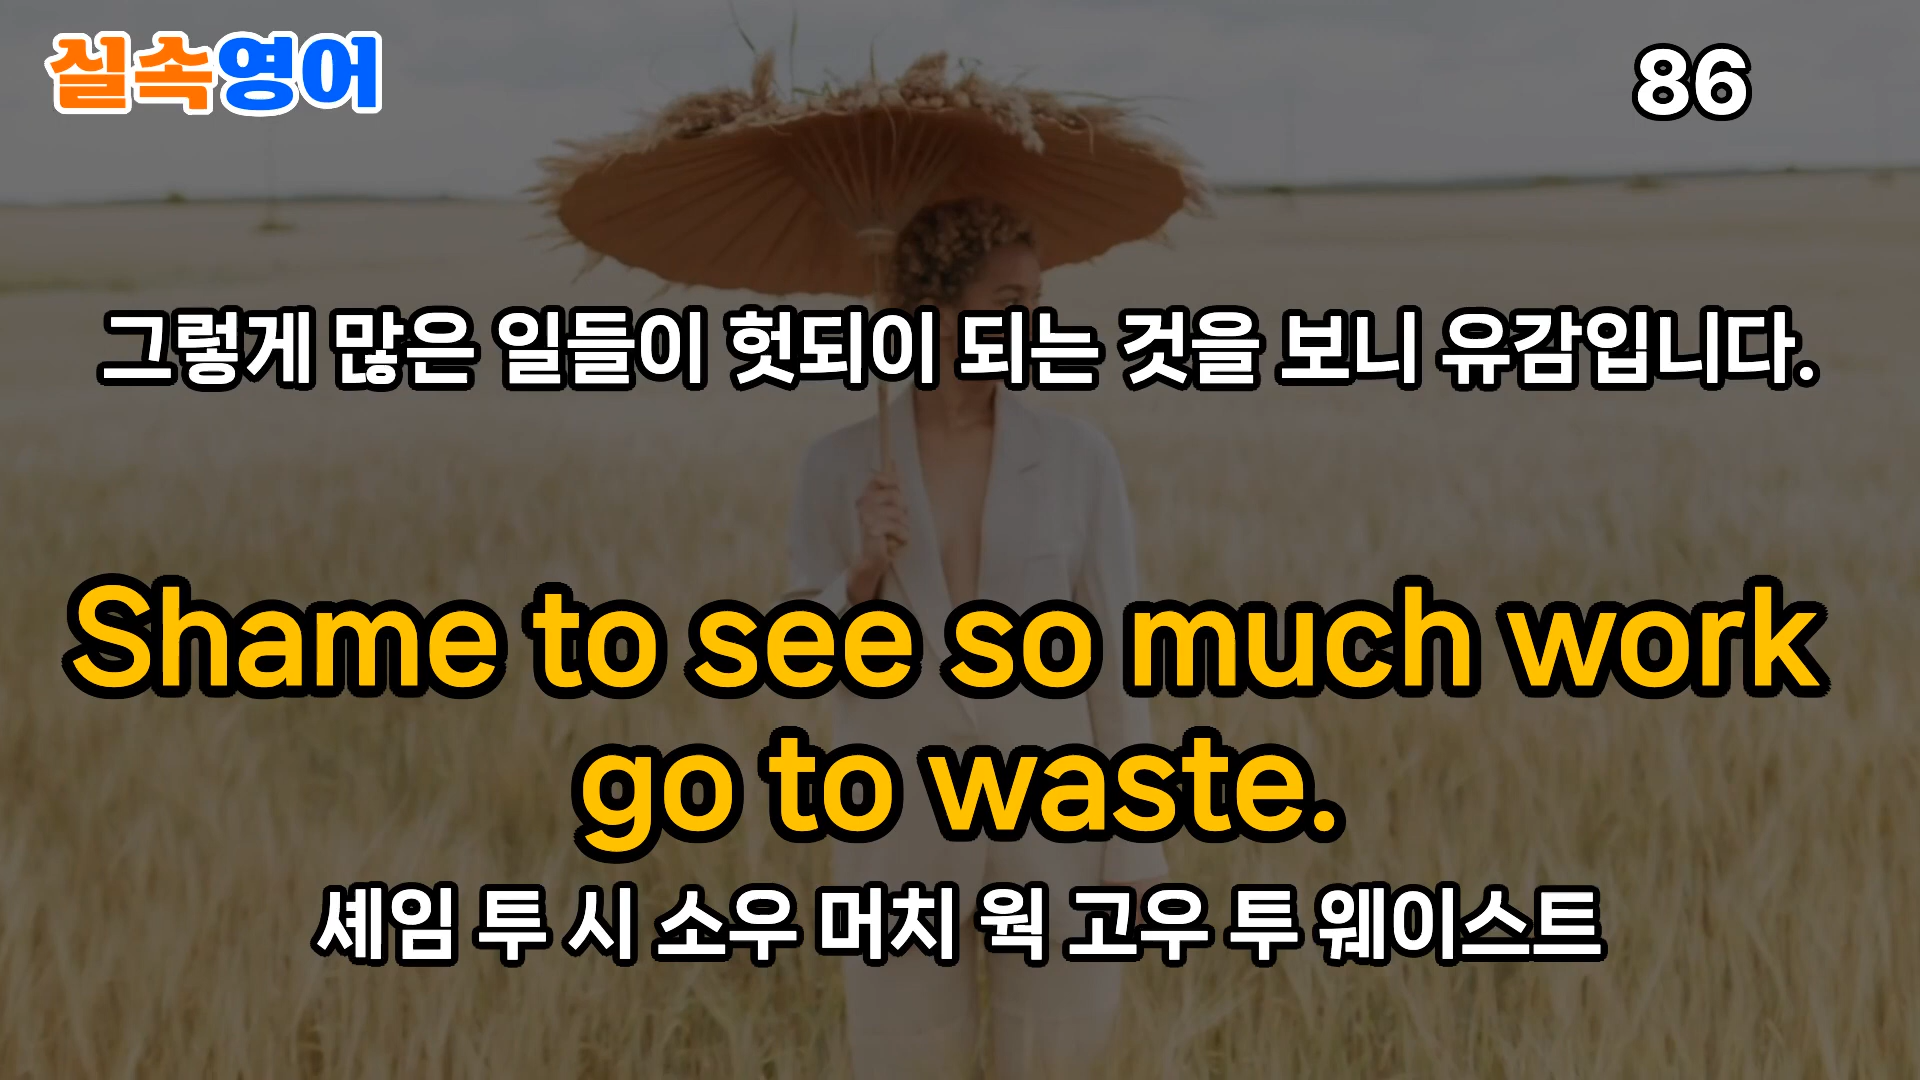 실속영어
86
그렇게 많은 일들이 헛되이 되는 것을 보니 유감입니다.
Shame to see so much work
go to waste.
셰임 투 시 소우 머치 웍 고우 투 웨이스트